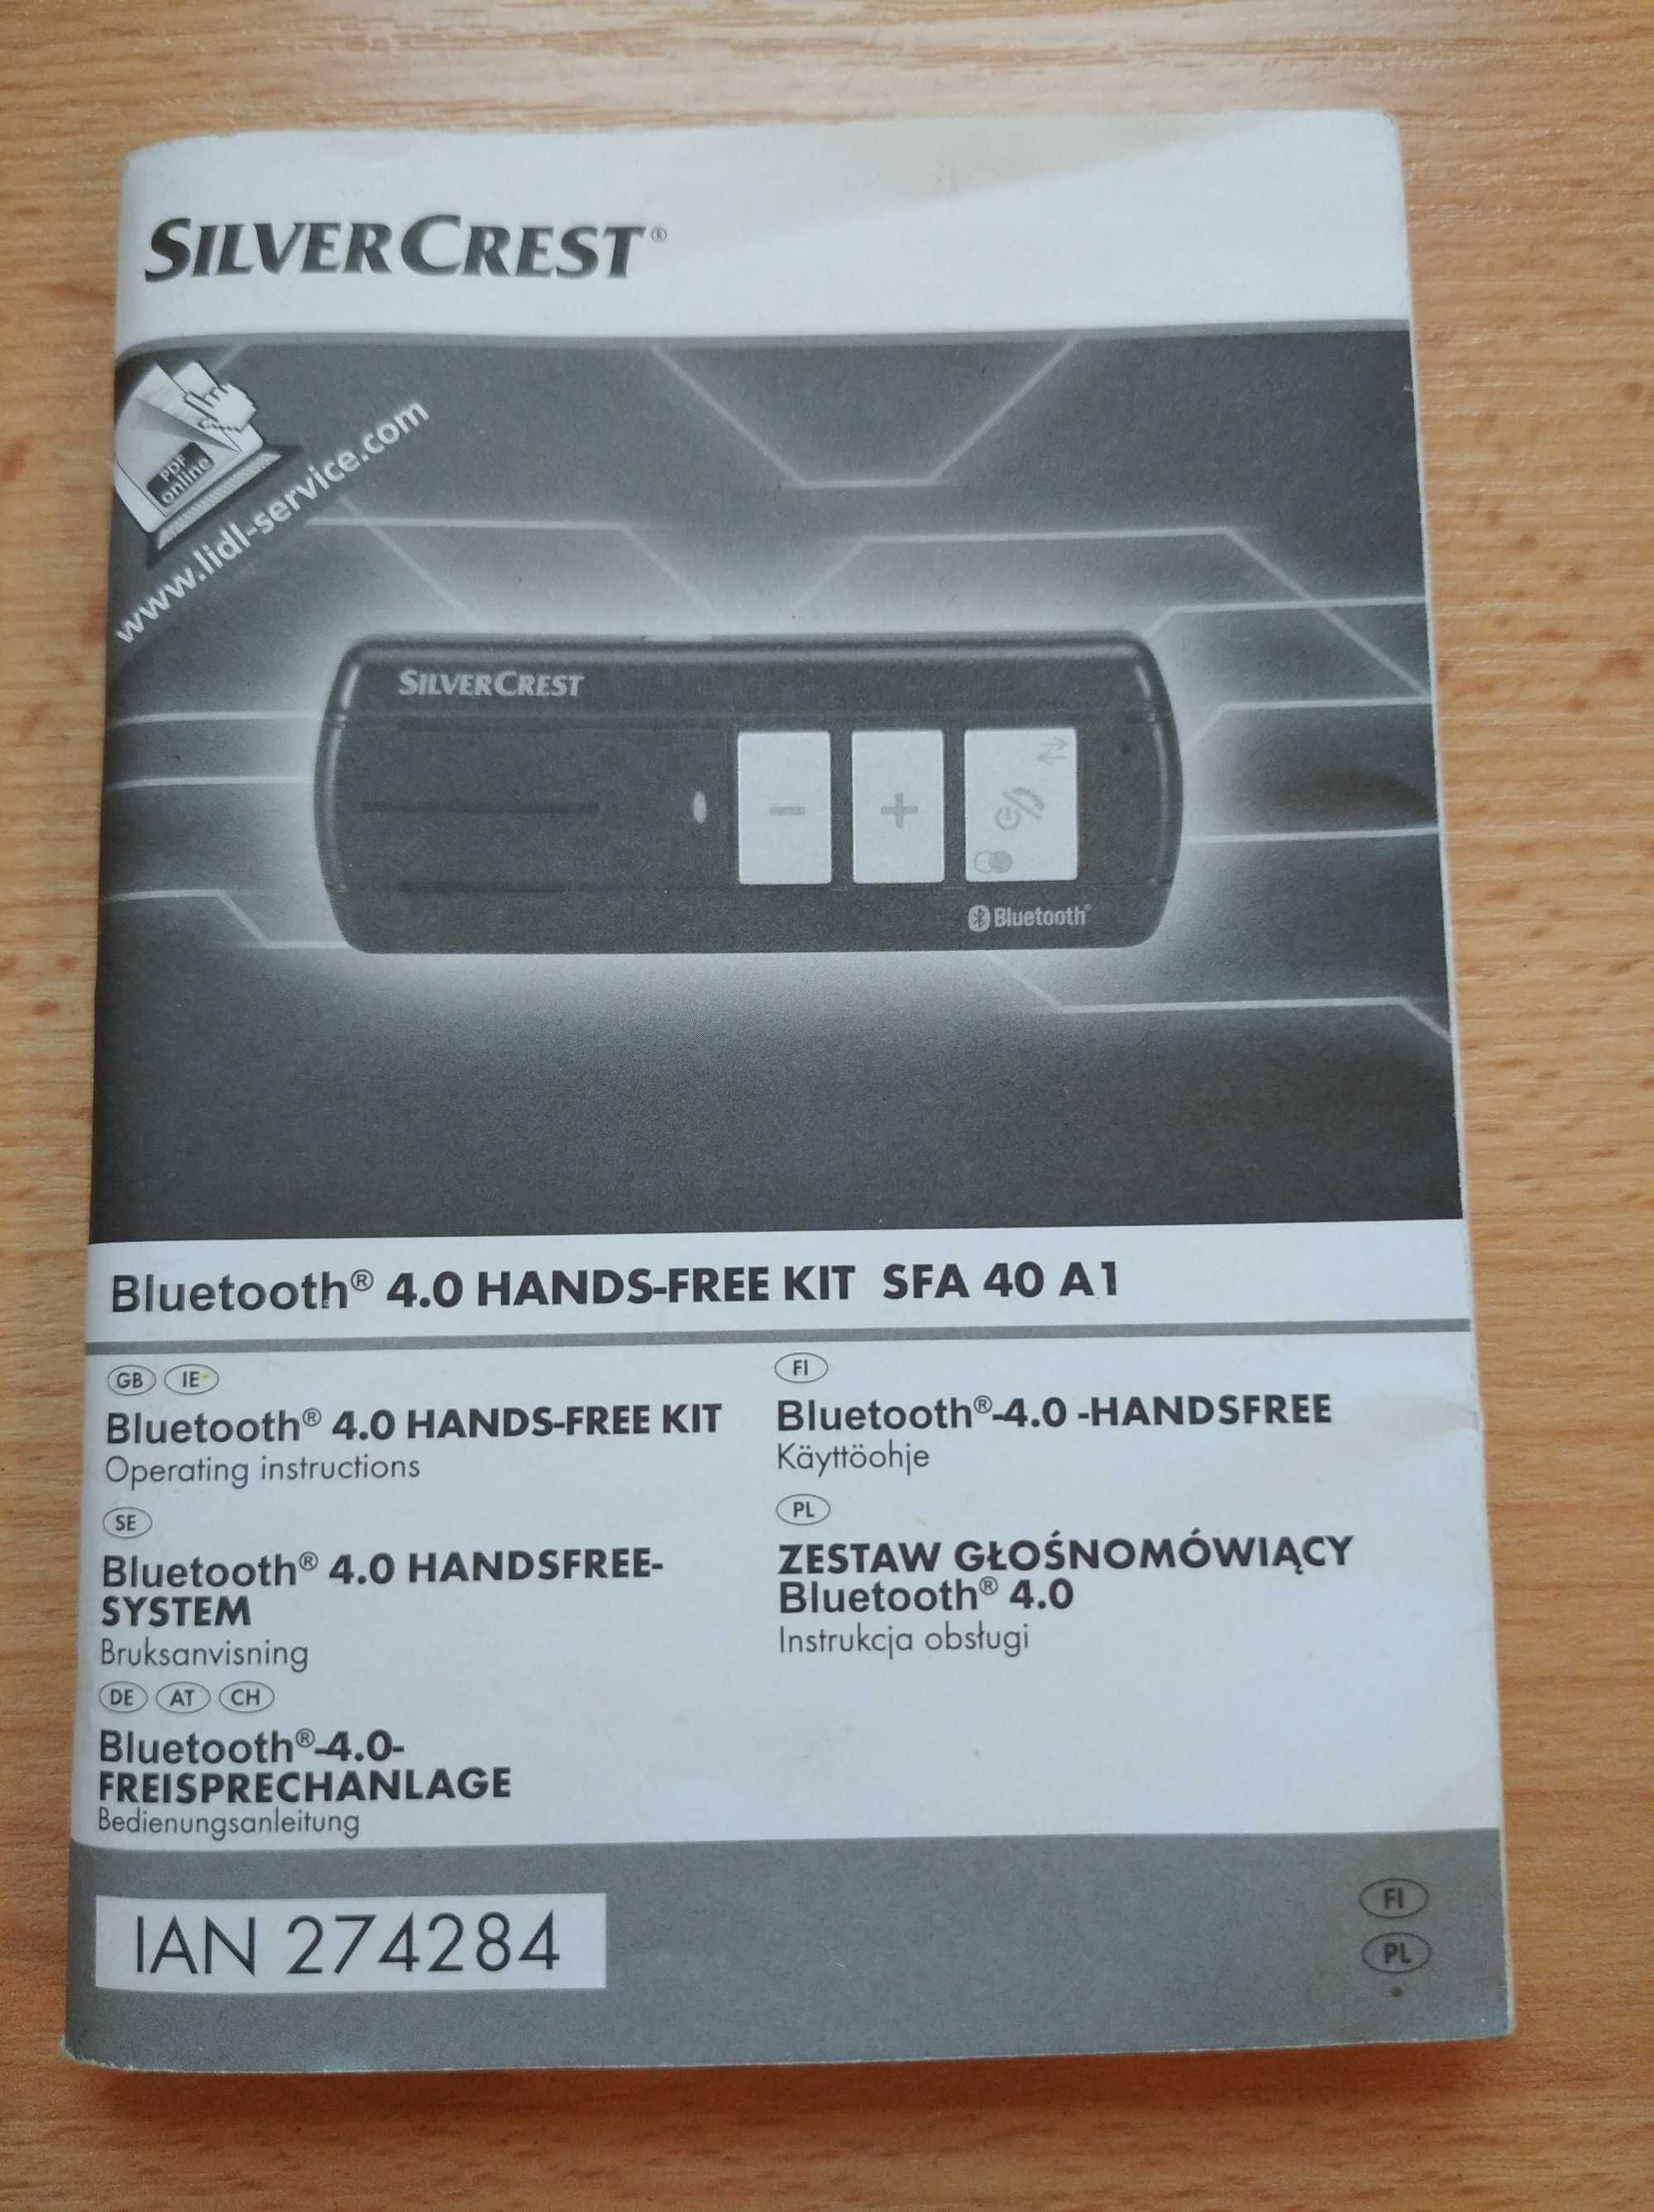 SILVERCREST®
PDF
online
www.lidl-service.com
SILVERCREST
− +
Bluetooth®
Bluetooth® 4.0 HANDS-FREE KIT SFA 40 A1
GB IE
Bluetooth® 4.0 HANDS-FREE KIT
Operating instructions
SE
Bluetooth® 4.0 HANDSFREE-
SYSTEM
Bruksanvisning
DE AT CH
Bluetooth®-4.0-
FREISPRECHANLAGE
Bedienungsanleitung
FI
Bluetooth®-4.0 -HANDSFREE
Käyttöohje
PL
ZESTAW GŁOŚNOMÓWIĄCY
Bluetooth® 4.0
Instrukcja obsługi
IAN 274284
FI
PL